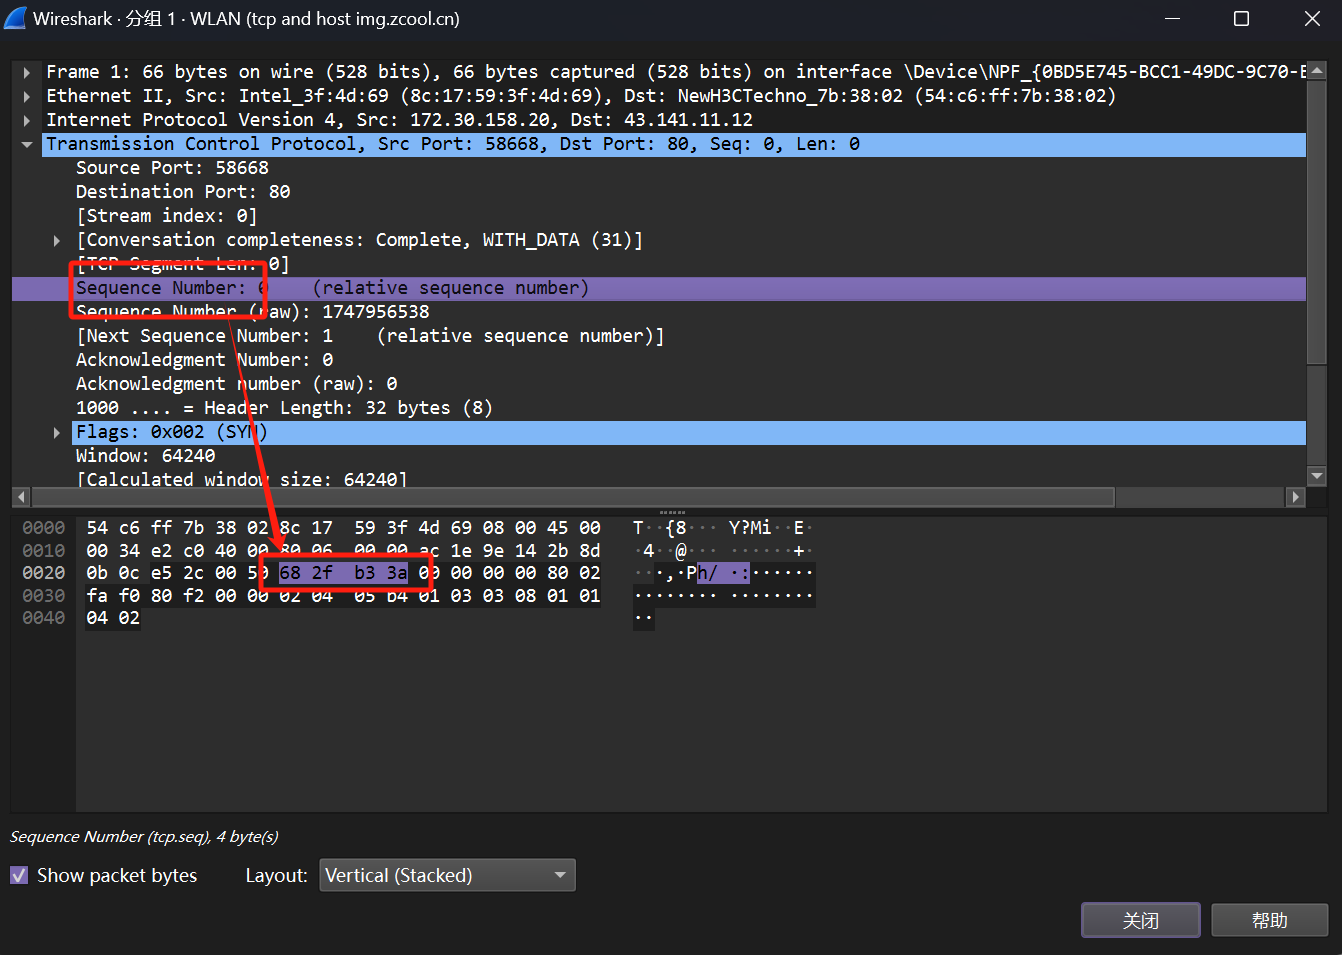 Wireshark · 分组 1 · WLAN (tcp and host img.zcool.cn)
Frame 1: 66 bytes on wire (528 bits), 66 bytes captured (528 bits) on interface \Device\NPF_{0BD5E745-BCC1-49DC-9C70-E
Ethernet II, Src: Intel_3f:4d:69 (8c:17:59:3f:4d:69), Dst: NewH3CTechno_7b:38:02 (54:c6:ff:7b:38:02)
Internet Protocol Version 4, Src: 172.30.158.20, Dst: 43.141.11.12
Transmission Control Protocol, Src Port: 58668, Dst Port: 80, Seq: 0, Len: 0
Source Port: 58668
Destination Port: 80
[Stream index: 0]
[Conversation completeness: Complete, WITH_DATA (31)]
[TCP Segment Len: 0]
Sequence Number: 0    (relative sequence number)
Sequence Number (raw): 1747956538
[Next Sequence Number: 1    (relative sequence number)]
Acknowledgment Number: 0
Acknowledgment number (raw): 0
1000 .... = Header Length: 32 bytes (8)
Flags: 0x002 (SYN)
Window: 64240
[Calculated window size: 64240]
0000 54 c6 ff 7b 38 02 8c 17  59 3f 4d 69 08 00 45 00 T··{8··· Y?Mi··E·
0010 00 34 e2 c0 40 00 80 06  00 00 ac 1e 9e 14 2b 8d ·4··@··· ······+·
0020 0b 0c e5 2c 00 50 68 2f  b3 3a 00 00 00 00 80 02 ···,·Ph/ ·:······
0030 fa f0 80 f2 00 00 02 04  05 b4 01 03 03 08 01 01 ········ ········
0040 04 02 ··
Sequence Number (tcp.seq), 4 byte(s)
Show packet bytes Layout: Vertical (Stacked)
关闭 帮助